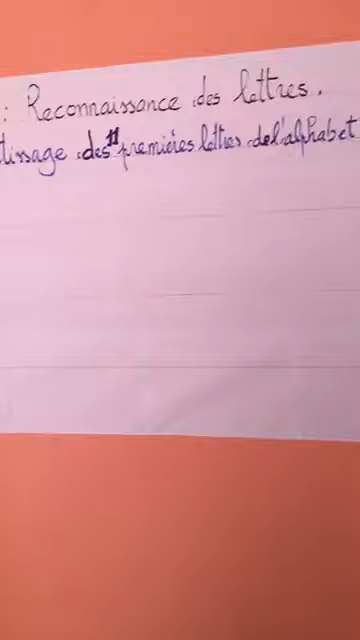 : Reconnaissance des lettres.
tissage des 11 premières lettres de l'alphabet